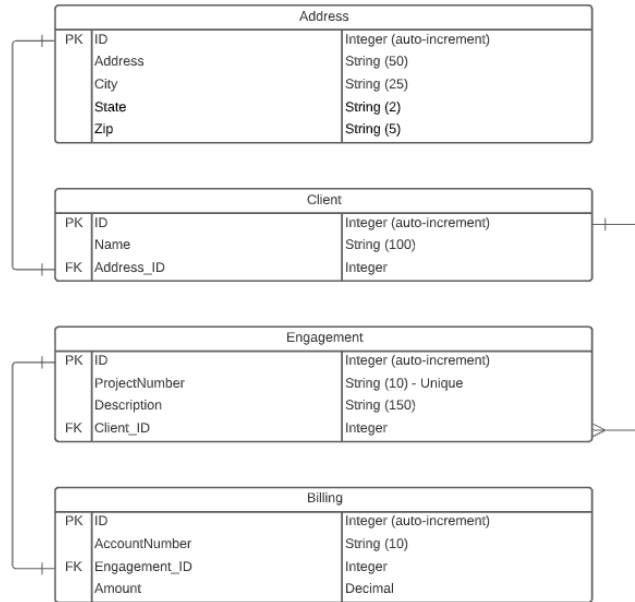 Address
PK ID Integer (auto-increment)
Address String (50)
City String (25)
State String (2)
Zip String (5)
Client
PK ID Integer (auto-increment)
Name String (100)
FK Address_ID Integer
Engagement
PK ID Integer (auto-increment)
ProjectNumber String (10) - Unique
Description String (150)
FK Client_ID Integer
Billing
PK ID Integer (auto-increment)
AccountNumber String (10)
FK Engagement_ID Integer
Amount Decimal